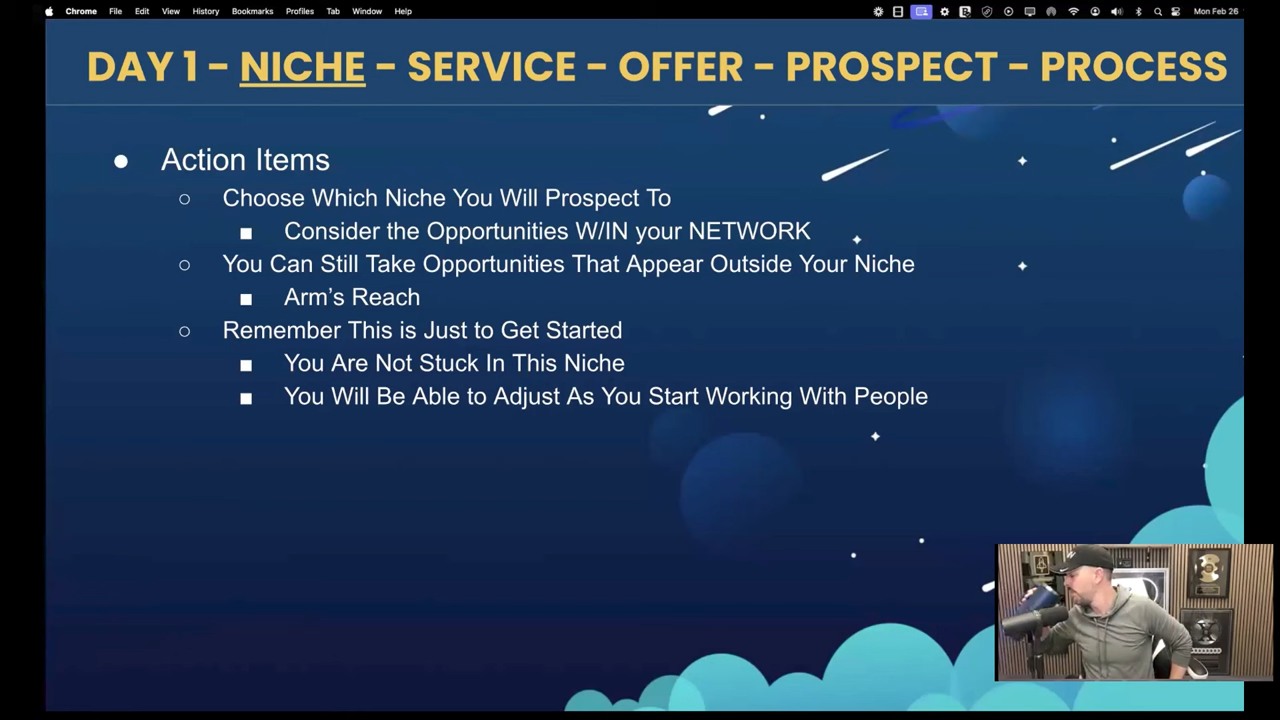 Chrome File Edit View History Bookmarks Profiles Tab Window Help Mon Feb 26
DAY 1 – NICHE – SERVICE – OFFER – PROSPECT – PROCESS
● Action Items
○ Choose Which Niche You Will Prospect To
■ Consider the Opportunities W/IN your NETWORK
○ You Can Still Take Opportunities That Appear Outside Your Niche
■ Arm’s Reach
○ Remember This is Just to Get Started
■ You Are Not Stuck In This Niche
■ You Will Be Able to Adjust As You Start Working With People